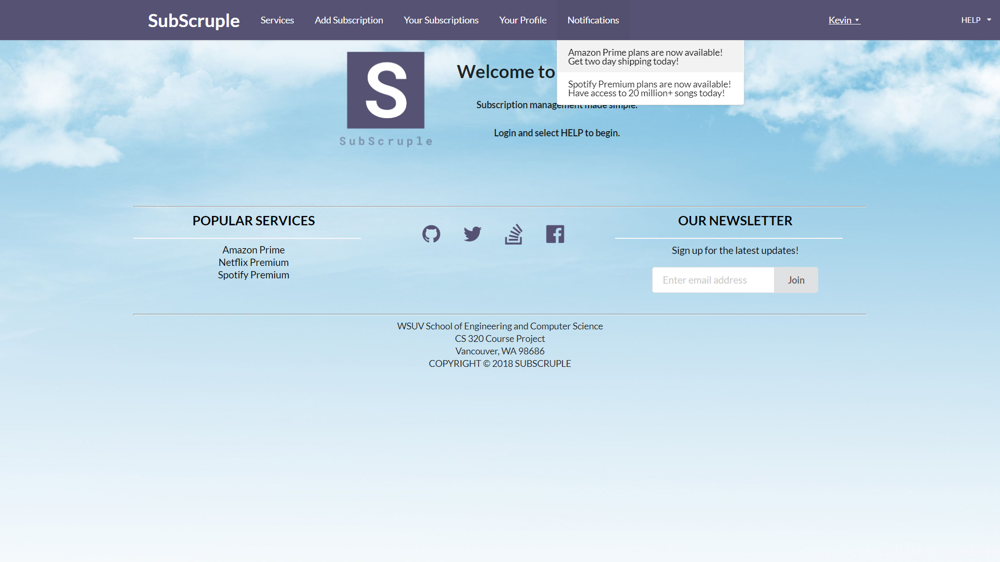 SubScruple
Services
Add Subscription
Your Subscriptions
Your Profile
Notifications
Kevin
HELP
Amazon Prime plans are now available!
Get two day shipping today!
Spotify Premium plans are now available!
Have access to 20 million+ songs today!
S
SubScruple
Welcome to
Subscription management made simple.
Login and select HELP to begin.
POPULAR SERVICES
Amazon Prime
Netflix Premium
Spotify Premium
OUR NEWSLETTER
Sign up for the latest updates!
Enter email address
Join
WSUV School of Engineering and Computer Science
CS 320 Course Project
Vancouver, WA 98686
COPYRIGHT © 2018 SUBSCRUPLE